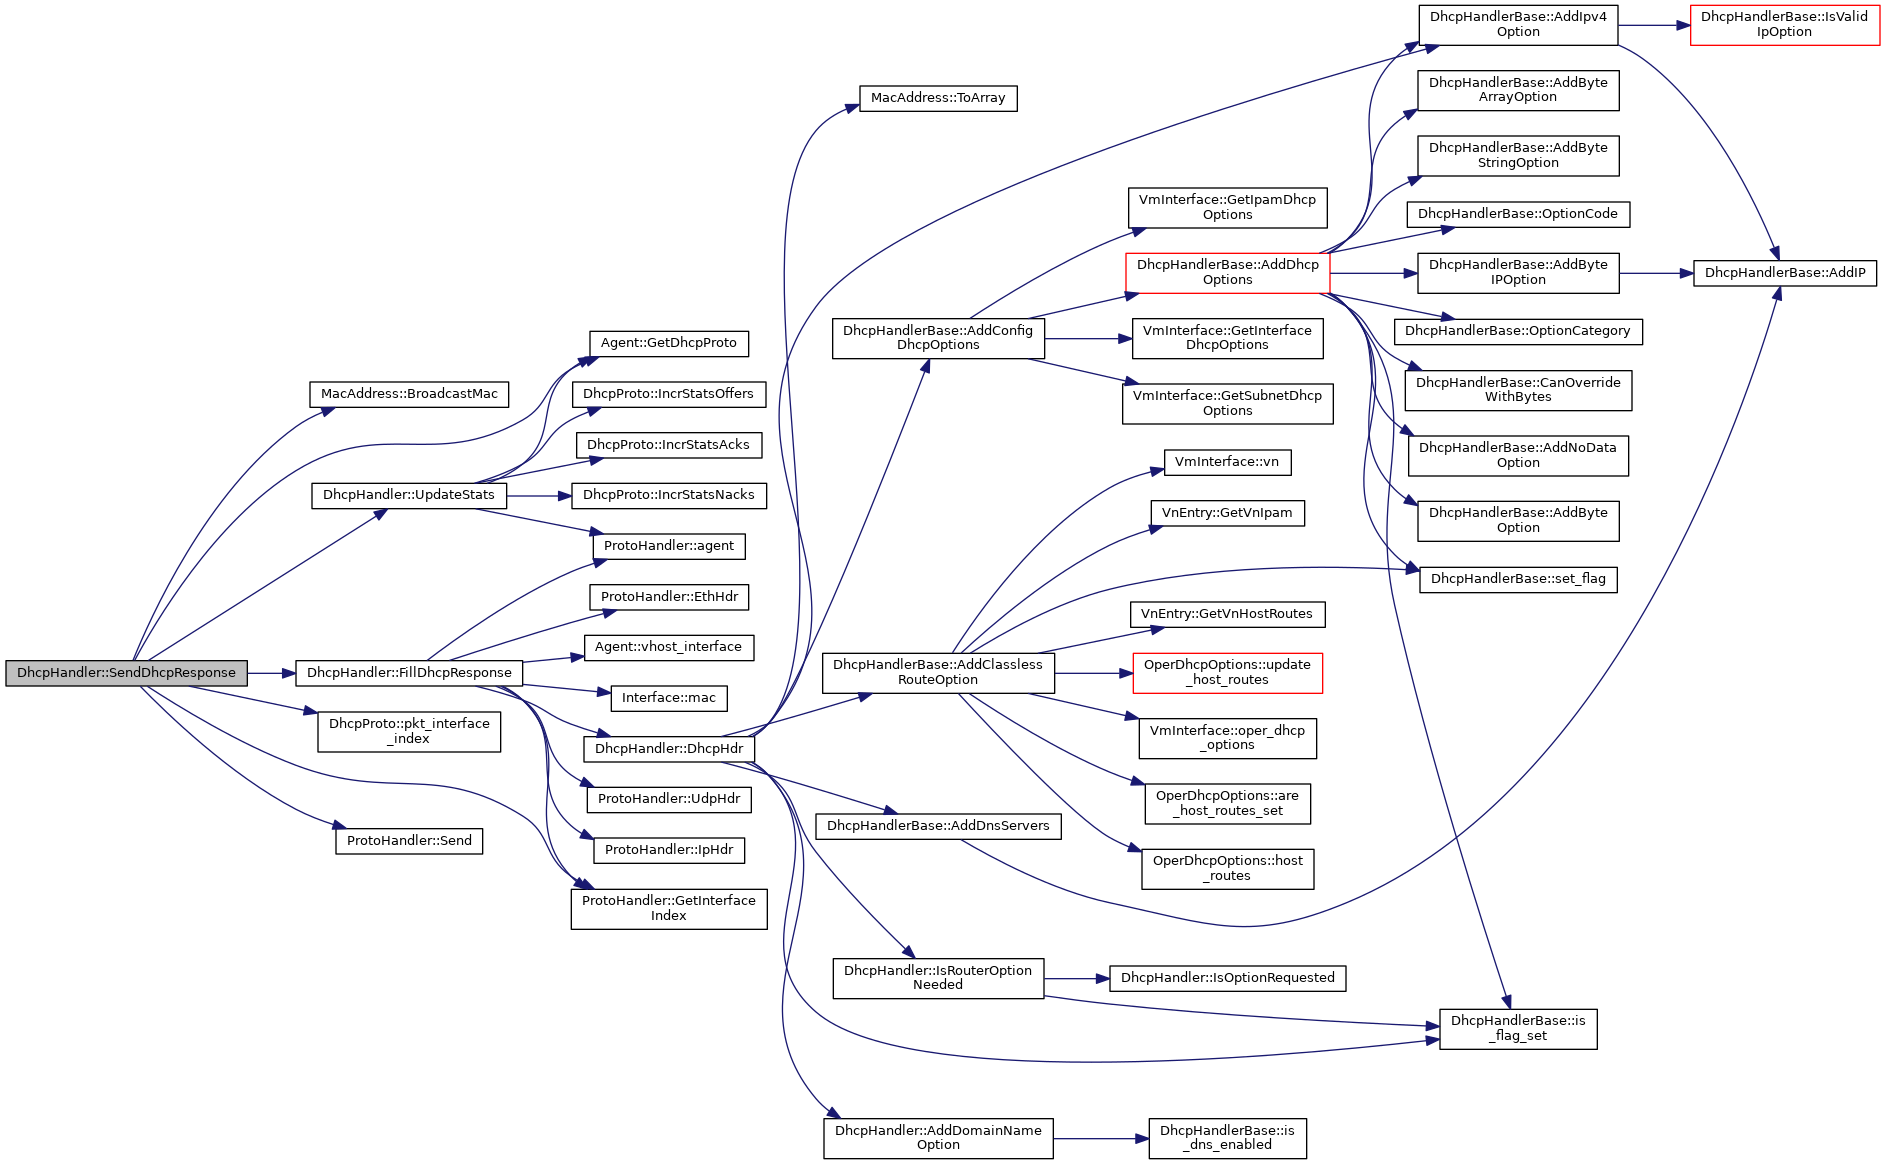 DhcpHandler::SendDhcpResponse
MacAddress::BroadcastMac
DhcpHandler::UpdateStats
DhcpHandler::FillDhcpResponse
DhcpProto::pkt_interface
_index
ProtoHandler::Send
Agent::GetDhcpProto
DhcpProto::IncrStatsOffers
DhcpProto::IncrStatsAcks
DhcpProto::IncrStatsNacks
ProtoHandler::agent
ProtoHandler::EthHdr
Agent::vhost_interface
Interface::mac
DhcpHandler::DhcpHdr
ProtoHandler::UdpHdr
ProtoHandler::IpHdr
ProtoHandler::GetInterface
Index
MacAddress::ToArray
DhcpHandlerBase::AddConfig
DhcpOptions
DhcpHandlerBase::AddClassless
RouteOption
DhcpHandlerBase::AddDnsServers
DhcpHandler::IsRouterOption
Needed
DhcpHandler::AddDomainName
Option
VmInterface::GetIpamDhcp
Options
DhcpHandlerBase::AddDhcp
Options
VmInterface::GetInterface
DhcpOptions
VmInterface::GetSubnetDhcp
Options
VmInterface::vn
VnEntry::GetVnIpam
VnEntry::GetVnHostRoutes
OperDhcpOptions::update
_host_routes
VmInterface::oper_dhcp
_options
OperDhcpOptions::are
_host_routes_set
OperDhcpOptions::host
_routes
DhcpHandler::IsOptionRequested
DhcpHandlerBase::is
_dns_enabled
DhcpHandlerBase::AddIpv4
Option
DhcpHandlerBase::AddByte
ArrayOption
DhcpHandlerBase::AddByte
StringOption
DhcpHandlerBase::OptionCode
DhcpHandlerBase::AddByte
IPOption
DhcpHandlerBase::OptionCategory
DhcpHandlerBase::CanOverride
WithBytes
DhcpHandlerBase::AddNoData
Option
DhcpHandlerBase::AddByte
Option
DhcpHandlerBase::set_flag
DhcpHandlerBase::is
_flag_set
DhcpHandlerBase::IsValid
IpOption
DhcpHandlerBase::AddIP